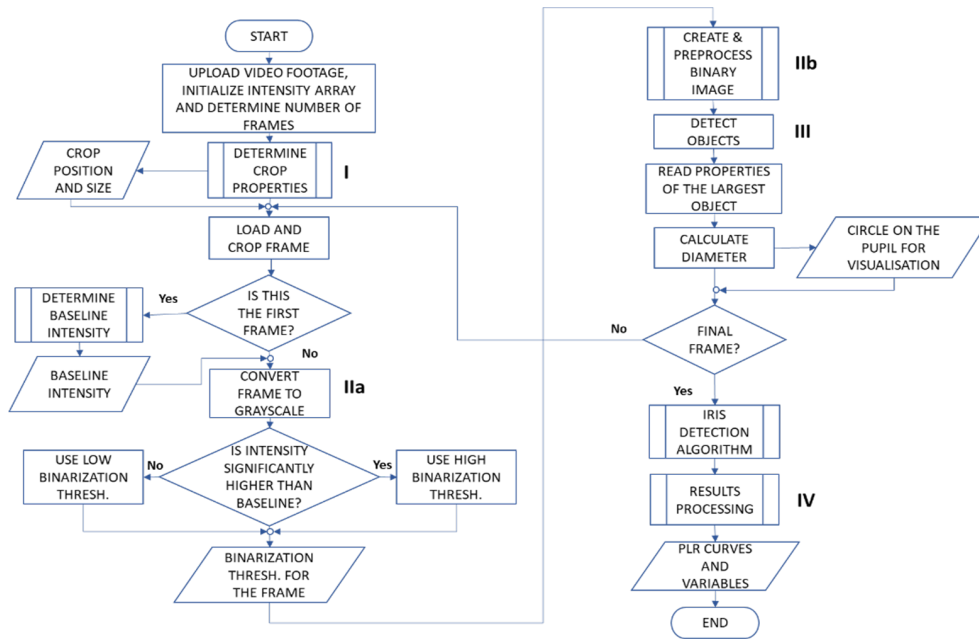 START
UPLOAD VIDEO FOOTAGE,
INITIALIZE INTENSITY ARRAY
AND DETERMINE NUMBER OF
FRAMES
CROP
POSITION
AND SIZE
DETERMINE
CROP
PROPERTIES
I
LOAD AND
CROP FRAME
IS THIS
THE FIRST
FRAME?
Yes
DETERMINE
BASELINE
INTENSITY
No
BASELINE
INTENSITY
CONVERT
FRAME TO
GRAYSCALE
IIa
IS INTENSITY
SIGNIFICANTLY
HIGHER THAN
BASELINE?
No
USE LOW
BINARIZATION
THRESH.
Yes
USE HIGH
BINARIZATION
THRESH.
BINARIZATION
THRESH. FOR
THE FRAME
CREATE &
PREPROCESS
BINARY
IMAGE
IIb
DETECT
OBJECTS
III
READ PROPERTIES
OF THE LARGEST
OBJECT
CALCULATE
DIAMETER
CIRCLE ON THE
PUPIL FOR
VISUALISATION
FINAL
FRAME?
No
Yes
IRIS
DETECTION
ALGORITHM
RESULTS
PROCESSING
IV
PLR CURVES
AND
VARIABLES
END